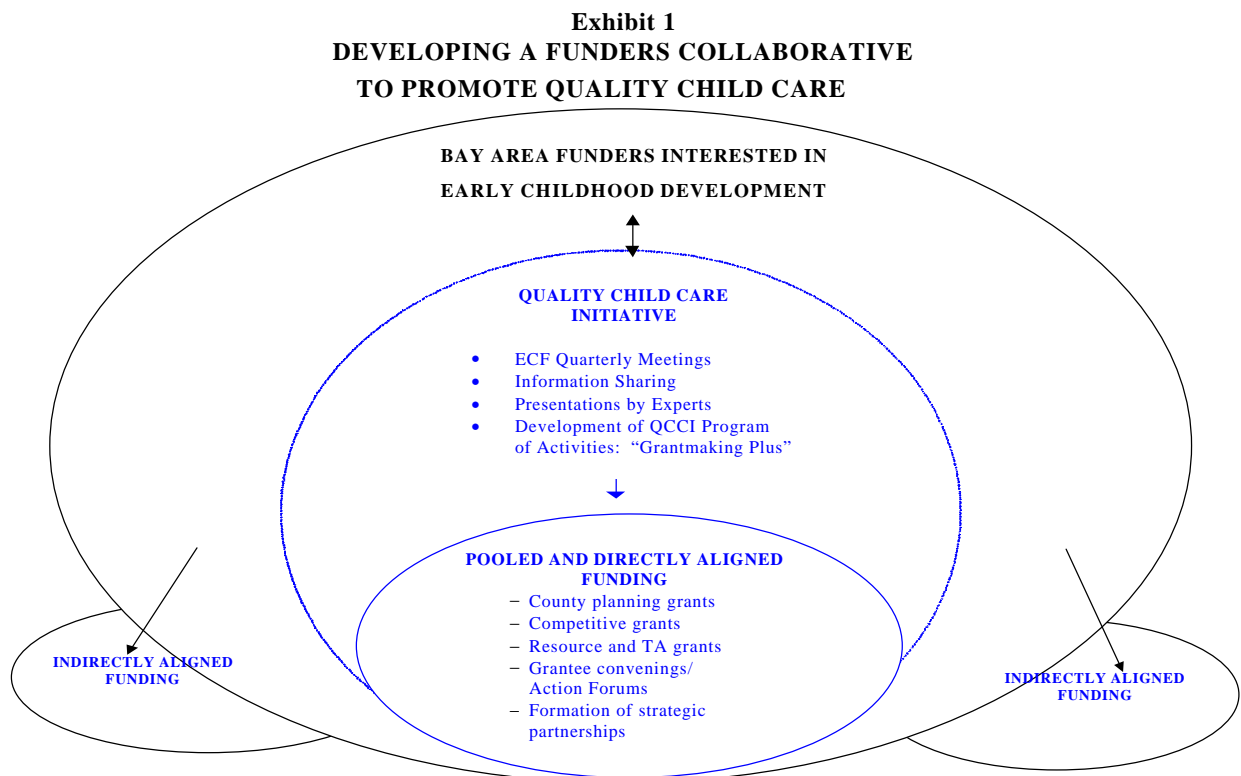 Exhibit 1
DEVELOPING A FUNDERS COLLABORATIVE
TO PROMOTE QUALITY CHILD CARE
BAY AREA FUNDERS INTERESTED IN
EARLY CHILDHOOD DEVELOPMENT
QUALITY CHILD CARE
INITIATIVE
• ECF Quarterly Meetings
• Information Sharing
• Presentations by Experts
• Development of QCCI Program
of Activities: “Grantmaking Plus”
POOLED AND DIRECTLY ALIGNED
FUNDING
– County planning grants
– Competitive grants
– Resource and TA grants
– Grantee convenings/
Action Forums
– Formation of strategic
partnerships
INDIRECTLY ALIGNED
FUNDING
INDIRECTLY ALIGNED
FUNDING